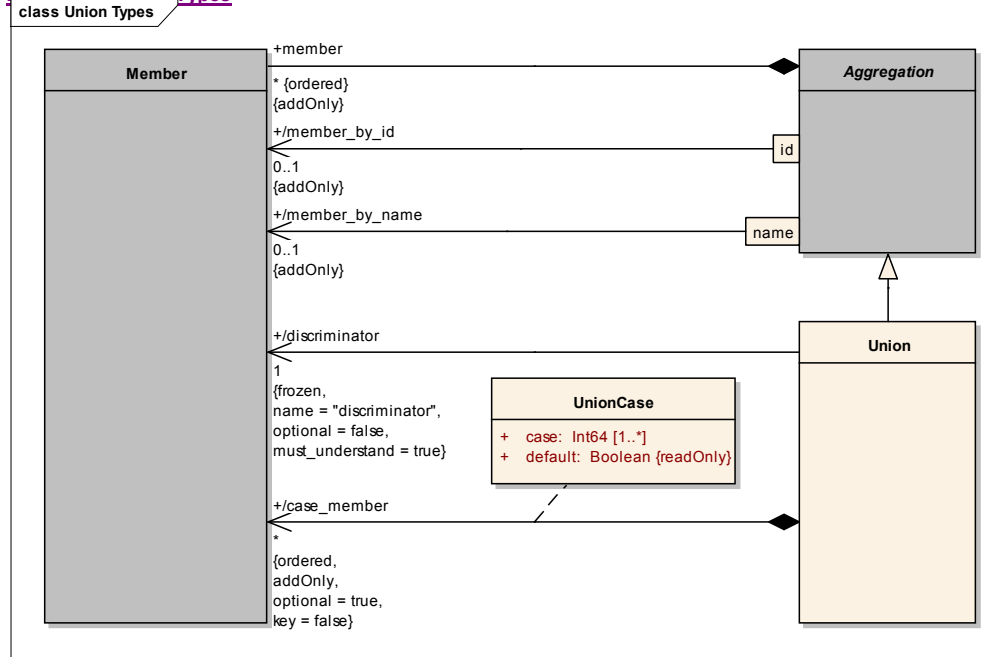 Types
class Union Types
Member
+member
* {ordered}
{addOnly}
+/member_by_id
0..1
{addOnly}
+/member_by_name
0..1
{addOnly}
Aggregation
id
name
+/discriminator
1
{frozen,
name = "discriminator",
optional = false,
must_understand = true}
Union
UnionCase
+ case: Int64 [1..*]
+ default: Boolean {readOnly}
+/case_member
*
{ordered,
addOnly,
optional = true,
key = false}